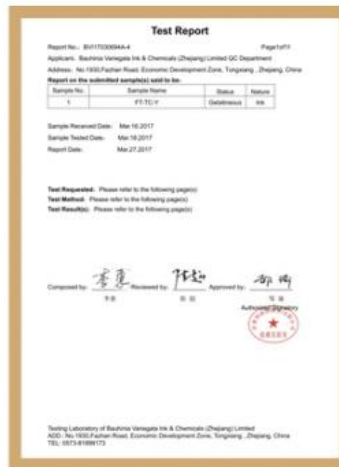 Test Report
Page1of11
Applicant: Bauhinia Variegata Ink & Chemicals (Zhejiang) Limited QC Department
Address: No.1930,Fazhan Road, Economic Development Zone, Tongxiang, Zhejiang, China
Report on the submitted sample(s) said to be:
Sample No. Sample Name Status Nature
1 FT-TC-Y Gelatinous Ink
Sample Received Date: Mar.16.2017
Sample Tested Date: Mar.18.2017
Report Date: Mar.27.2017
Test Requested: Please refer to the following page(s)
Test Method: Please refer to the following page(s)
Test Result(s): Please refer to the following page(s)
Composed by: Reviewed by: Approved by:
Authorized Signatory
Testing Laboratory of Bauhinia Variegata Ink & Chemicals (Zhejiang) Limited
ADD: No.1930,Fazhan Road, Economic Development Zone, Tongxiang, Zhejiang, China
TEL: 0573-81899173